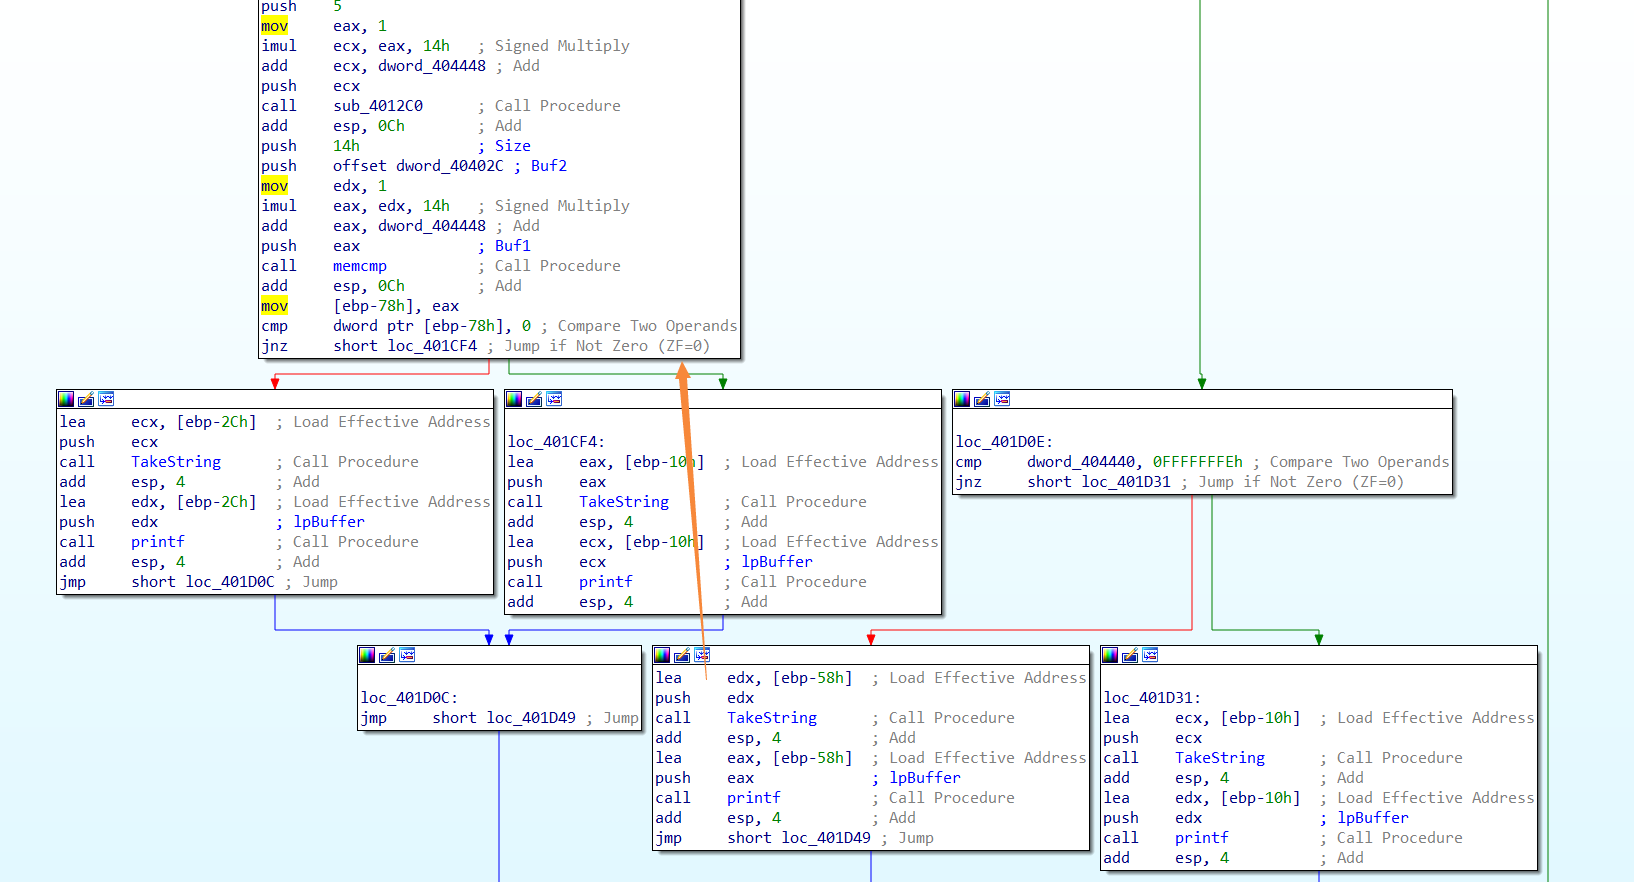 push 5
mov eax, 1
imul ecx, eax, 14h ; Signed Multiply
add ecx, dword_404448 ; Add
push ecx
call sub_4012C0 ; Call Procedure
add esp, 0Ch ; Add
push 14h ; Size
push offset dword_40402C ; Buf2
mov edx, 1
imul eax, edx, 14h ; Signed Multiply
add eax, dword_404448 ; Add
push eax ; Buf1
call memcmp ; Call Procedure
add esp, 0Ch ; Add
mov [ebp-78h], eax
cmp dword ptr [ebp-78h], 0 ; Compare Two Operands
jnz short loc_401CF4 ; Jump if Not Zero (ZF=0)
lea ecx, [ebp-2Ch] ; Load Effective Address
push ecx
call TakeString ; Call Procedure
add esp, 4 ; Add
lea edx, [ebp-2Ch] ; Load Effective Address
push edx ; lpBuffer
call printf ; Call Procedure
add esp, 4 ; Add
jmp short loc_401D0C ; Jump
loc_401CF4:
lea eax, [ebp-10h] ; Load Effective Address
push eax
call TakeString ; Call Procedure
add esp, 4 ; Add
lea ecx, [ebp-10h] ; Load Effective Address
push ecx ; lpBuffer
call printf ; Call Procedure
add esp, 4 ; Add
loc_401D0E:
cmp dword_404440, 0FFFFFFFEh ; Compare Two Operands
jnz short loc_401D31 ; Jump if Not Zero (ZF=0)
loc_401D0C:
jmp short loc_401D49 ; Jump
lea edx, [ebp-58h] ; Load Effective Address
push edx
call TakeString ; Call Procedure
add esp, 4 ; Add
lea eax, [ebp-58h] ; Load Effective Address
push eax ; lpBuffer
call printf ; Call Procedure
add esp, 4 ; Add
jmp short loc_401D49 ; Jump
loc_401D31:
lea ecx, [ebp-10h] ; Load Effective Address
push ecx
call TakeString ; Call Procedure
add esp, 4 ; Add
lea edx, [ebp-10h] ; Load Effective Address
push edx ; lpBuffer
call printf ; Call Procedure
add esp, 4 ; Add